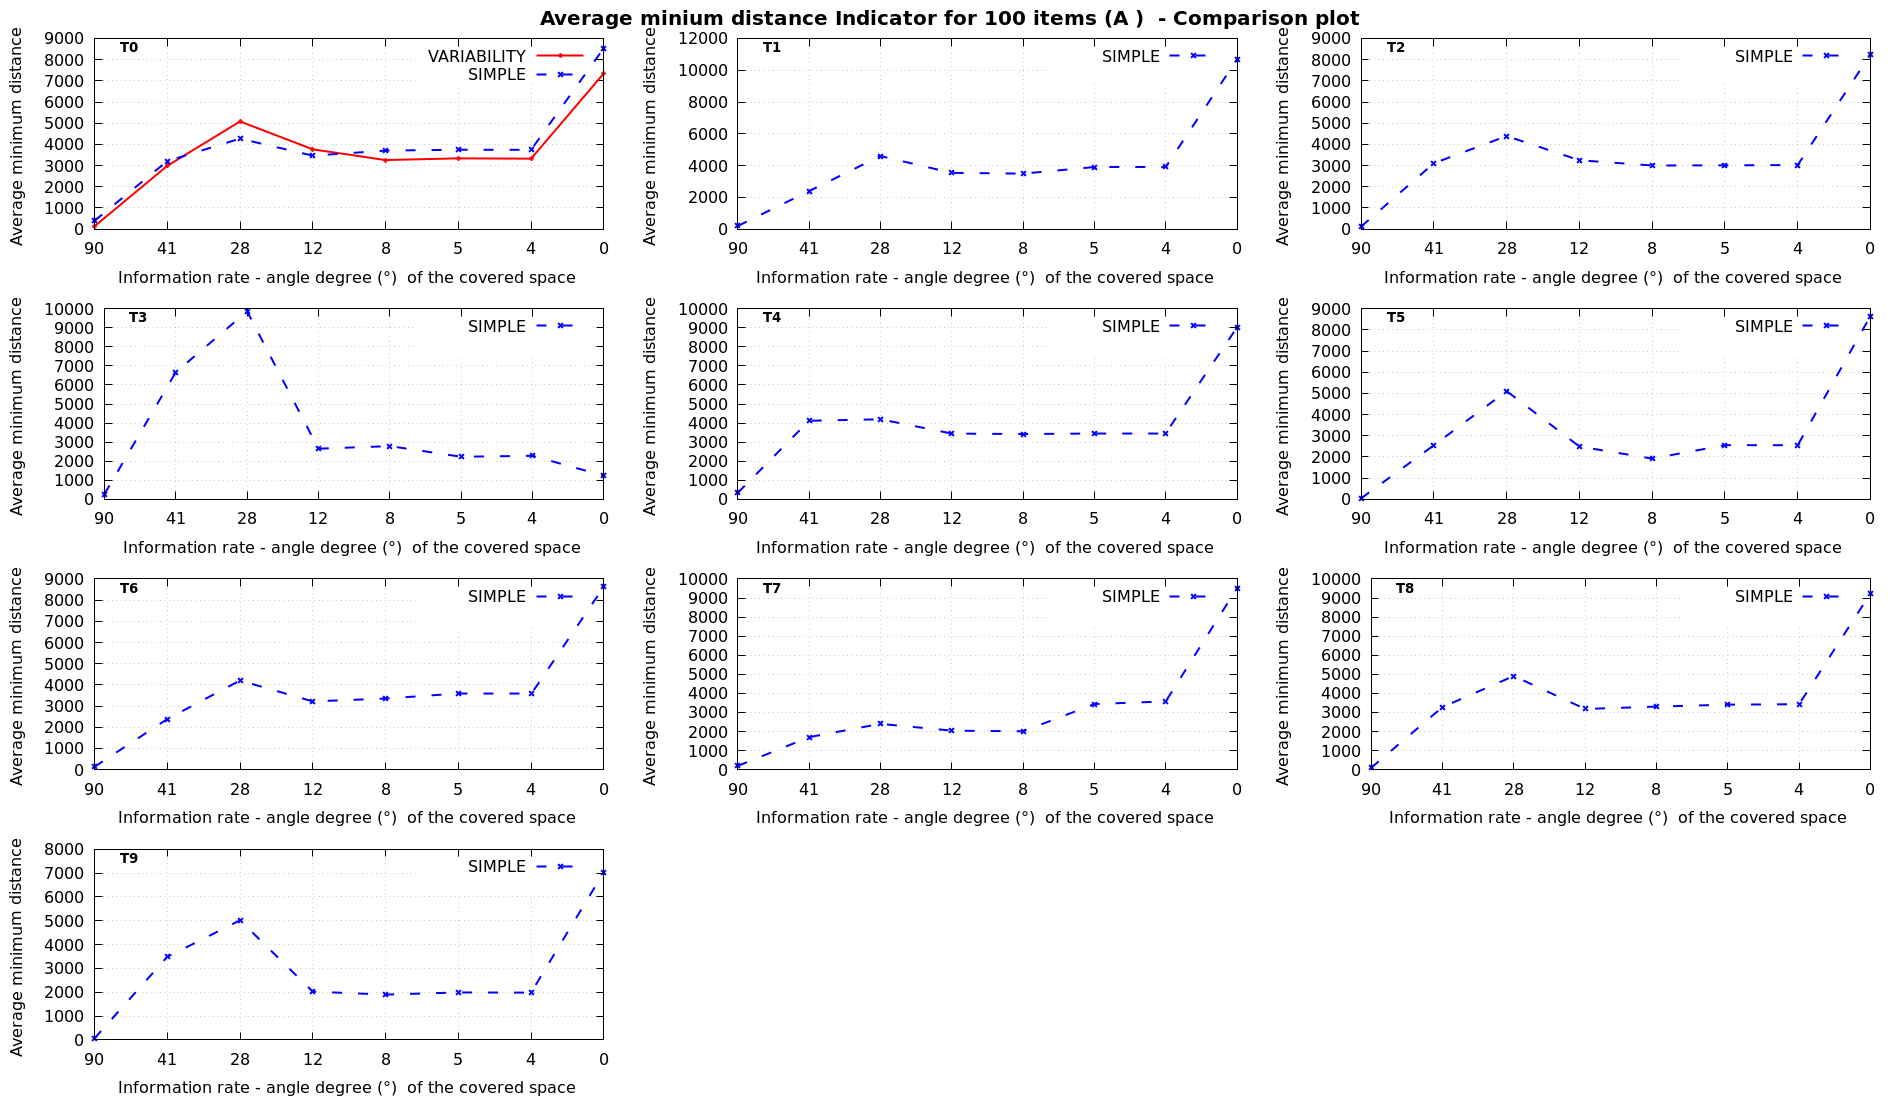 Average minium distance Indicator for 100 items (A )  - Comparison plot
T0
VARIABILITY
SIMPLE
Average minimum distance
9000
8000
7000
6000
5000
4000
3000
2000
1000
0
90 41 28 12 8 5 4 0
Information rate - angle degree (°)  of the covered space
T1
SIMPLE
Average minimum distance
12000
10000
8000
6000
4000
2000
0
90 41 28 12 8 5 4 0
Information rate - angle degree (°)  of the covered space
T2
SIMPLE
Average minimum distance
9000
8000
7000
6000
5000
4000
3000
2000
1000
0
90 41 28 12 8 5 4 0
Information rate - angle degree (°)  of the covered space
T3
SIMPLE
Average minimum distance
10000
9000
8000
7000
6000
5000
4000
3000
2000
1000
0
90 41 28 12 8 5 4 0
Information rate - angle degree (°)  of the covered space
T4
SIMPLE
Average minimum distance
10000
9000
8000
7000
6000
5000
4000
3000
2000
1000
0
90 41 28 12 8 5 4 0
Information rate - angle degree (°)  of the covered space
T5
SIMPLE
Average minimum distance
9000
8000
7000
6000
5000
4000
3000
2000
1000
0
90 41 28 12 8 5 4 0
Information rate - angle degree (°)  of the covered space
T6
SIMPLE
Average minimum distance
9000
8000
7000
6000
5000
4000
3000
2000
1000
0
90 41 28 12 8 5 4 0
Information rate - angle degree (°)  of the covered space
T7
SIMPLE
Average minimum distance
10000
9000
8000
7000
6000
5000
4000
3000
2000
1000
0
90 41 28 12 8 5 4 0
Information rate - angle degree (°)  of the covered space
T8
SIMPLE
Average minimum distance
10000
9000
8000
7000
6000
5000
4000
3000
2000
1000
0
90 41 28 12 8 5 4 0
Information rate - angle degree (°)  of the covered space
T9
SIMPLE
Average minimum distance
8000
7000
6000
5000
4000
3000
2000
1000
0
90 41 28 12 8 5 4 0
Information rate - angle degree (°)  of the covered space